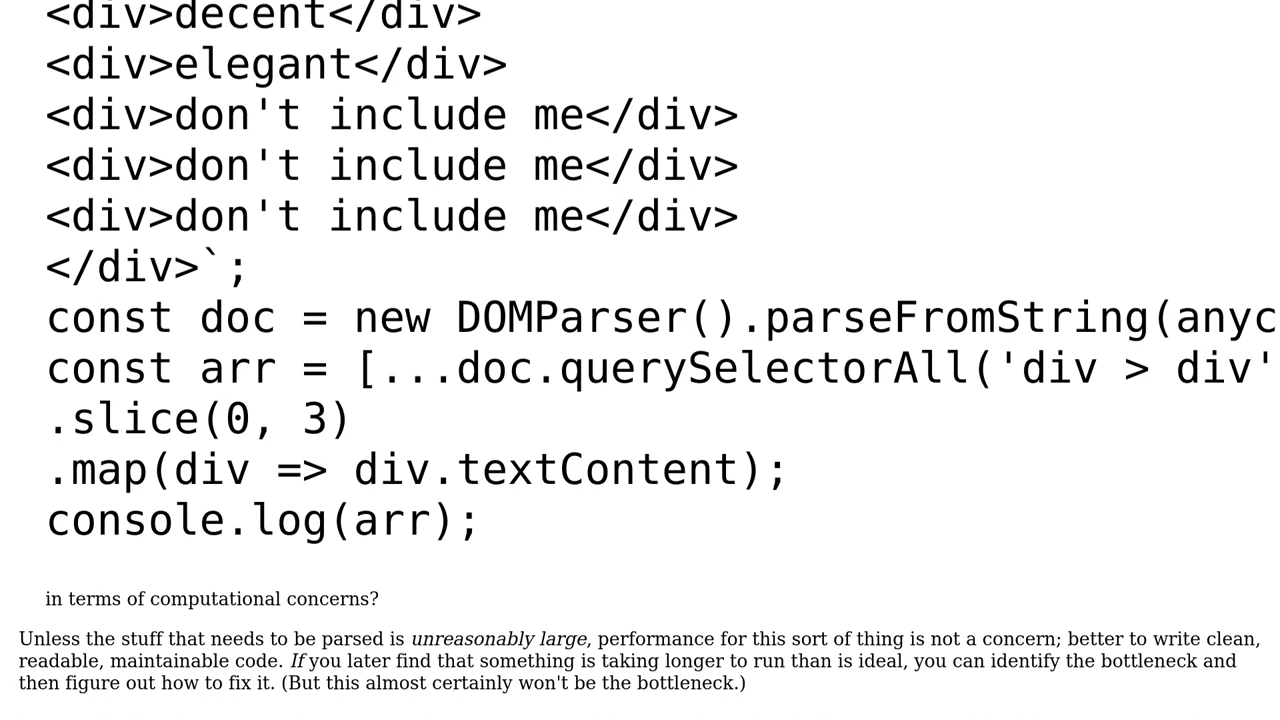 <div>decent</div>
<div>elegant</div>
<div>don't include me</div>
<div>don't include me</div>
<div>don't include me</div>
</div>`;
const doc = new DOMParser().parseFromString(anyc
const arr = [...doc.querySelectorAll('div > div'
.slice(0, 3)
.map(div => div.textContent);
console.log(arr);
in terms of computational concerns?
Unless the stuff that needs to be parsed is unreasonably large, performance for this sort of thing is not a concern; better to write clean,
readable, maintainable code. If you later find that something is taking longer to run than is ideal, you can identify the bottleneck and
then figure out how to fix it. (But this almost certainly won't be the bottleneck.)